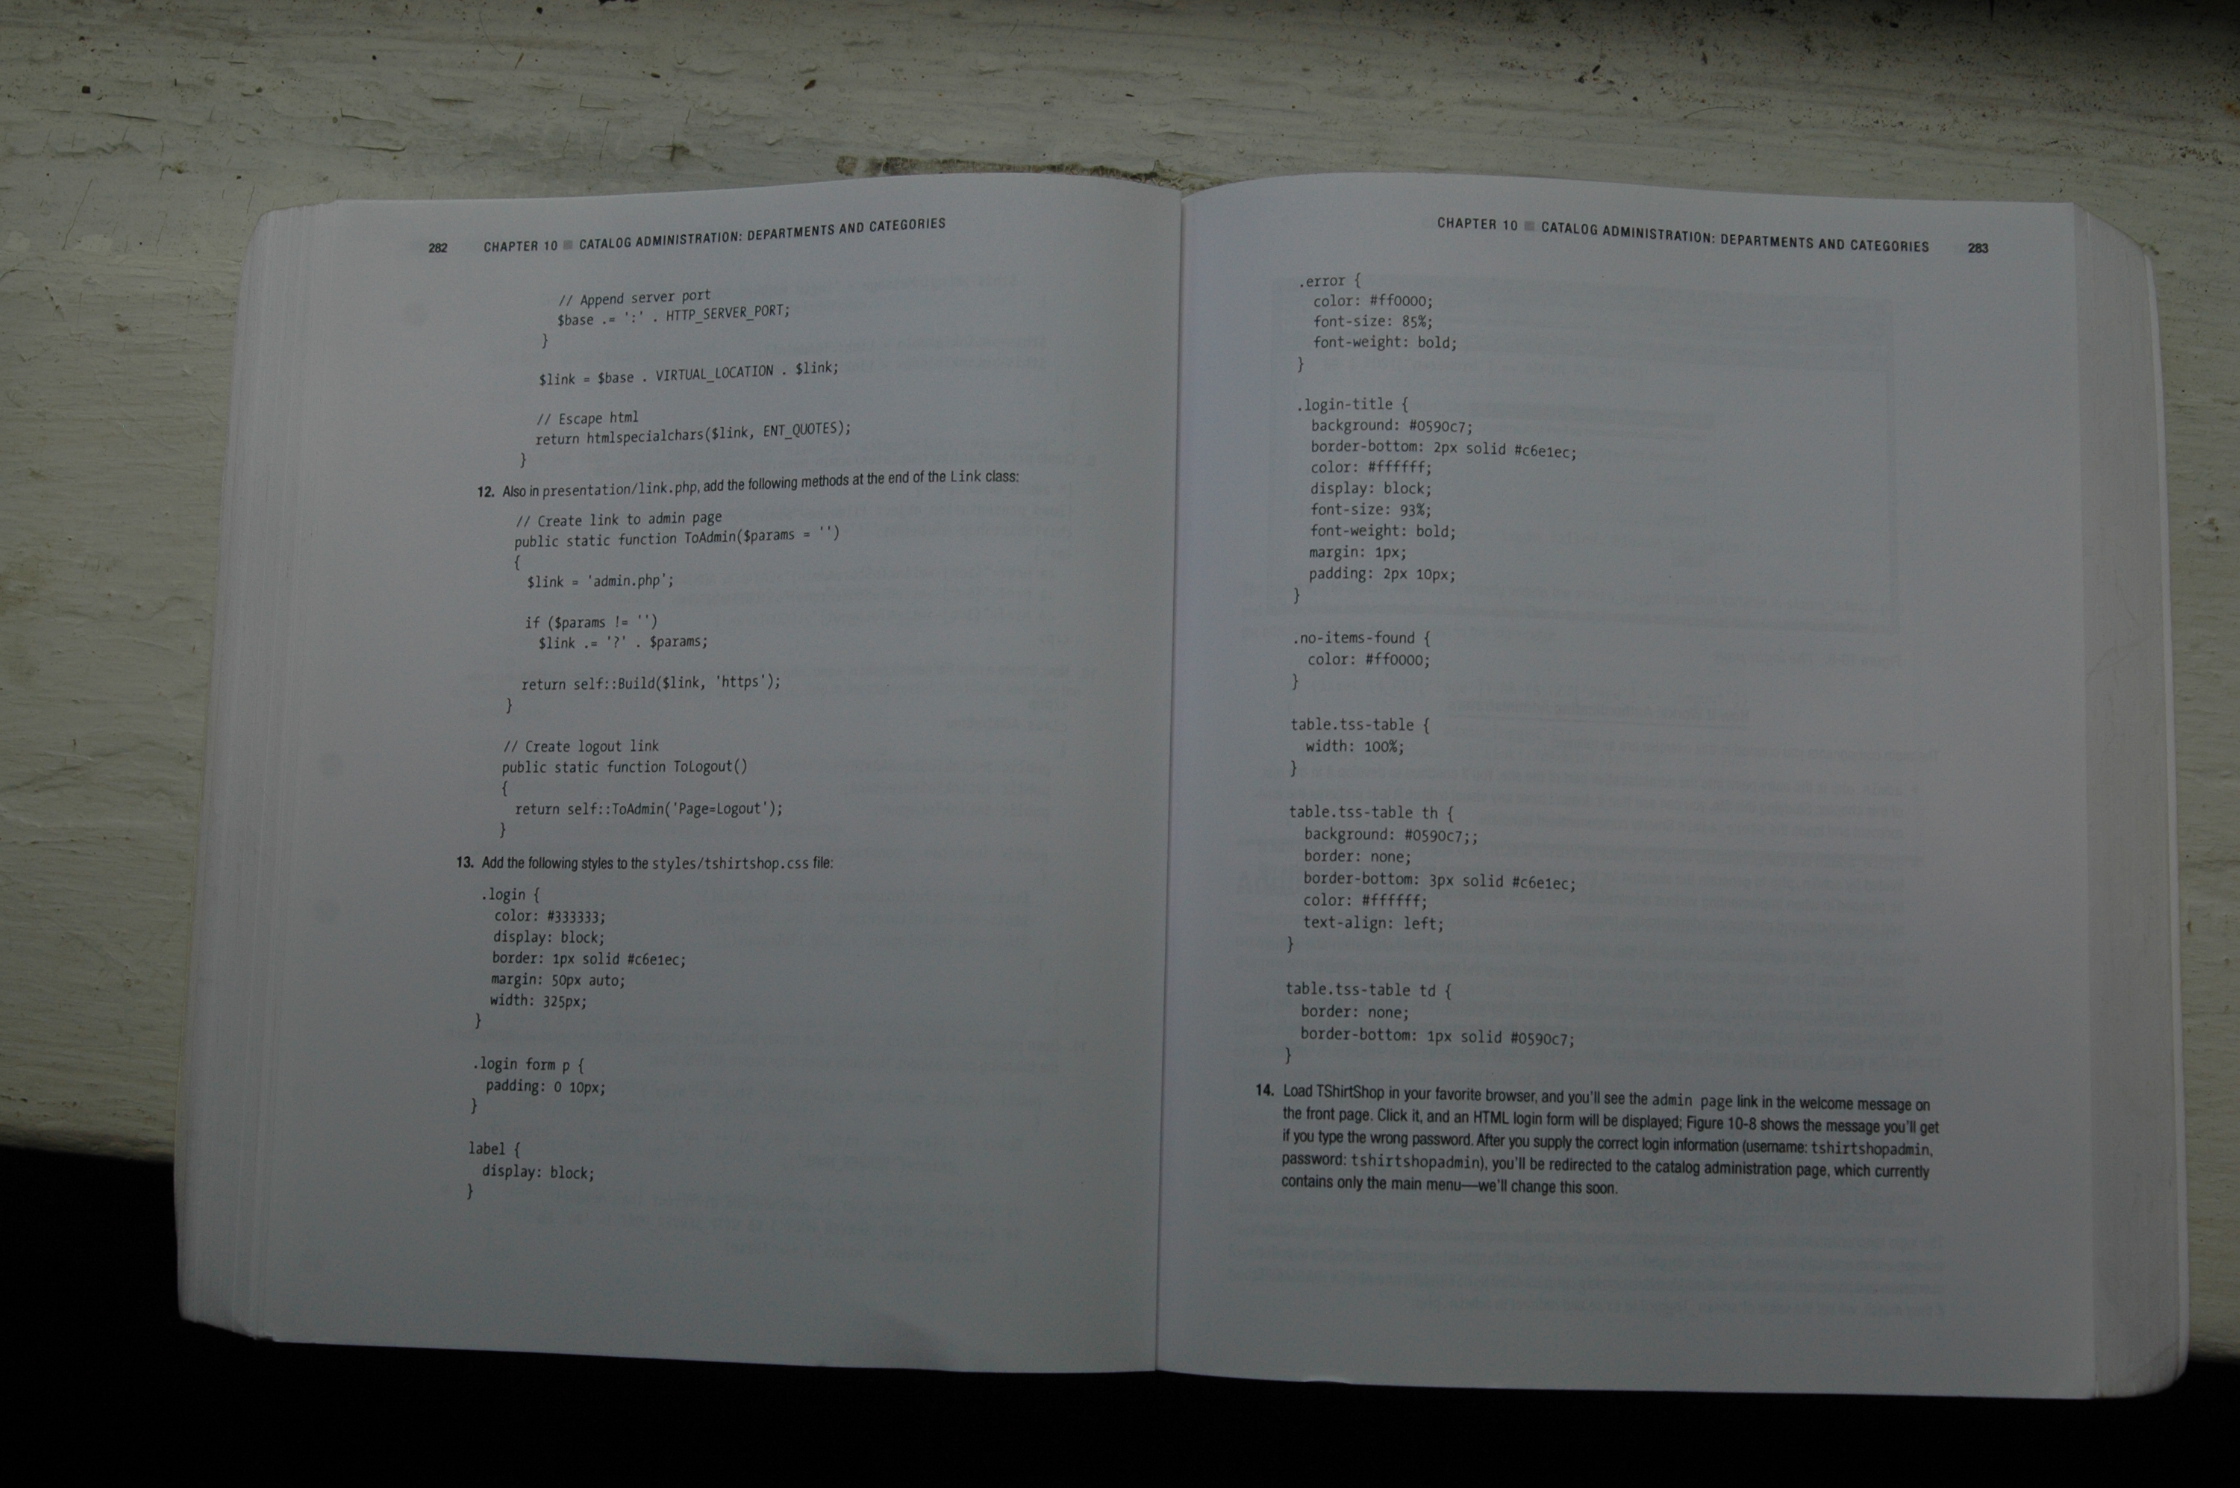 282 CHAPTER 10 ■ CATALOG ADMINISTRATION: DEPARTMENTS AND CATEGORIES
// Append server port
$base .= ':' . HTTP_SERVER_PORT;
}
$link = $base . VIRTUAL_LOCATION . $link;
// Escape html
return htmlspecialchars($link, ENT_QUOTES);
}
12. Also in presentation/link.php, add the following methods at the end of the Link class:
// Create link to admin page
public static function ToAdmin($params = '')
{
$link = 'admin.php';
if ($params != '')
$link .= '?' . $params;
return self::Build($link, 'https');
}
// Create logout link
public static function ToLogout()
{
return self::ToAdmin('Page=Logout');
}
13. Add the following styles to the styles/tshirtshop.css file:
.login {
color: #333333;
display: block;
border: 1px solid #c6e1ec;
margin: 50px auto;
width: 325px;
}
.login form p {
padding: 0 10px;
}
label {
display: block;
}
CHAPTER 10 ■ CATALOG ADMINISTRATION: DEPARTMENTS AND CATEGORIES 283
.error {
color: #ff0000;
font-size: 85%;
font-weight: bold;
}
.login-title {
background: #0590c7;
border-bottom: 2px solid #c6e1ec;
color: #ffffff;
display: block;
font-size: 93%;
font-weight: bold;
margin: 1px;
padding: 2px 10px;
}
.no-items-found {
color: #ff0000;
}
table.tss-table {
width: 100%;
}
table.tss-table th {
background: #0590c7;;
border: none;
border-bottom: 3px solid #c6e1ec;
color: #ffffff;
text-align: left;
}
table.tss-table td {
border: none;
border-bottom: 1px solid #0590c7;
}
14. Load TShirtShop in your favorite browser, and you'll see the admin page link in the welcome message on
the front page. Click it, and an HTML login form will be displayed; Figure 10-8 shows the message you'll get
if you type the wrong password. After you supply the correct login information (username: tshirtshopadmin,
password: tshirtshopadmin), you'll be redirected to the catalog administration page, which currently
contains only the main menu—we'll change this soon.